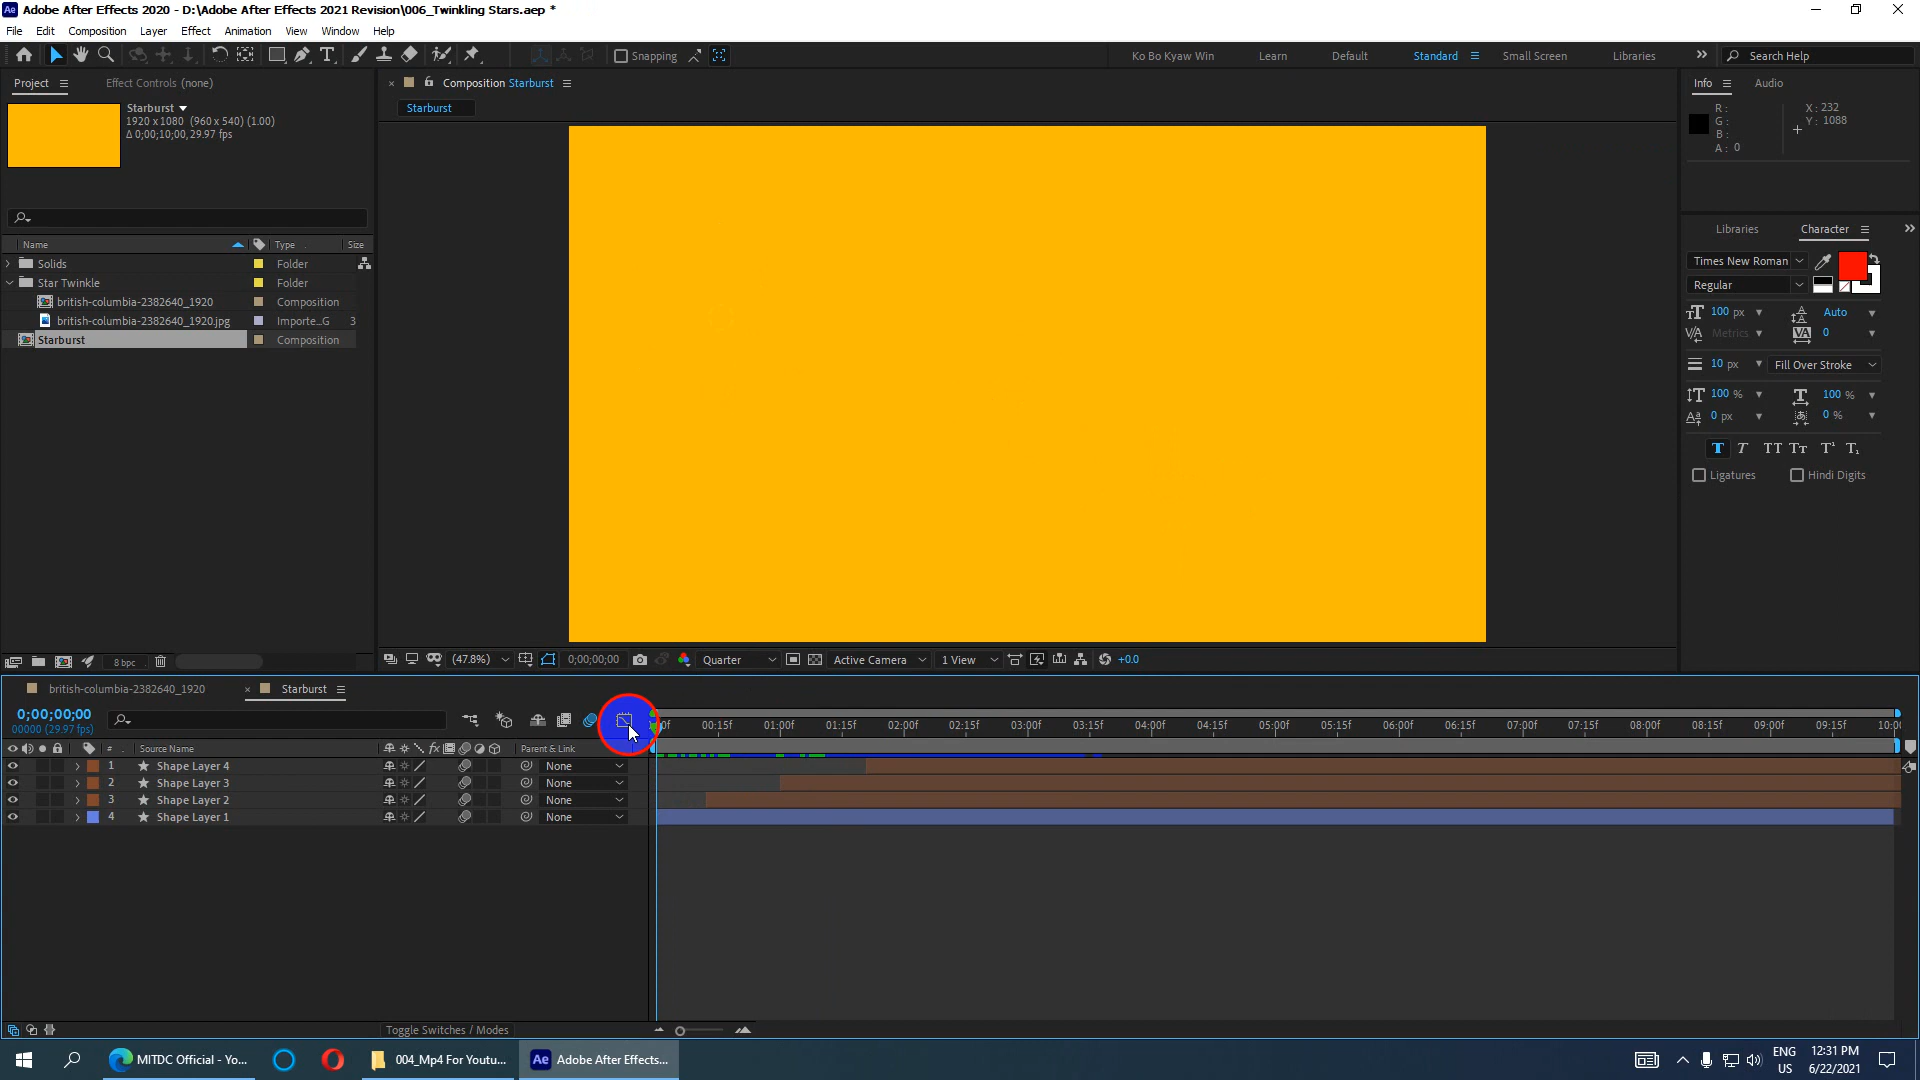 Adobe After Effects 2020 - D:\Adobe After Effects 2021 Revision\006_Twinkling Stars.aep *
File Edit Composition Layer Effect Animation View Window Help
Snapping Ko Bo Kyaw Win Learn Default Standard Small Screen Libraries Search Help
Project Effect Controls (none) Composition Starburst Info Audio
Starburst
1920 x 1080 (960 x 540) (1.00)
Δ 0;00;10;00, 29.97 fps
Starburst
R :
G :
B :
A : 0
X : 232
Y : 1088
Libraries Character
Name Type Size
Solids Folder
Star Twinkle Folder
british-columbia-2382640_1920 Composition
british-columbia-2382640_1920.jpg Importe...G 3
Starburst Composition
Times New Roman
Regular
100 px Auto
Metrics 0
10 px Fill Over Stroke
100 % 100 %
0 px 0 %
T T TT Tt T¹ T₁
Ligatures Hindi Digits
8 bpc (47.8%) 0;00;00;00 Quarter Active Camera 1 View +0.0
british-columbia-2382640_1920 Starburst
0;00;00;00
00000 (29.97 fps)
00f 00:15f 01:00f 01:15f 02:00f 02:15f 03:00f 03:15f 04:00f 04:15f 05:00f 05:15f 06:00f 06:15f 07:00f 07:15f 08:00f 08:15f 09:00f 09:15f 10:00
# Source Name fx Parent & Link
1 Shape Layer 4 None
2 Shape Layer 3 None
3 Shape Layer 2 None
4 Shape Layer 1 None
Toggle Switches / Modes
MITDC Official - Yo... 004_Mp4 For Youtu... Ae Adobe After Effects...
ENG
US
12:31 PM
6/22/2021